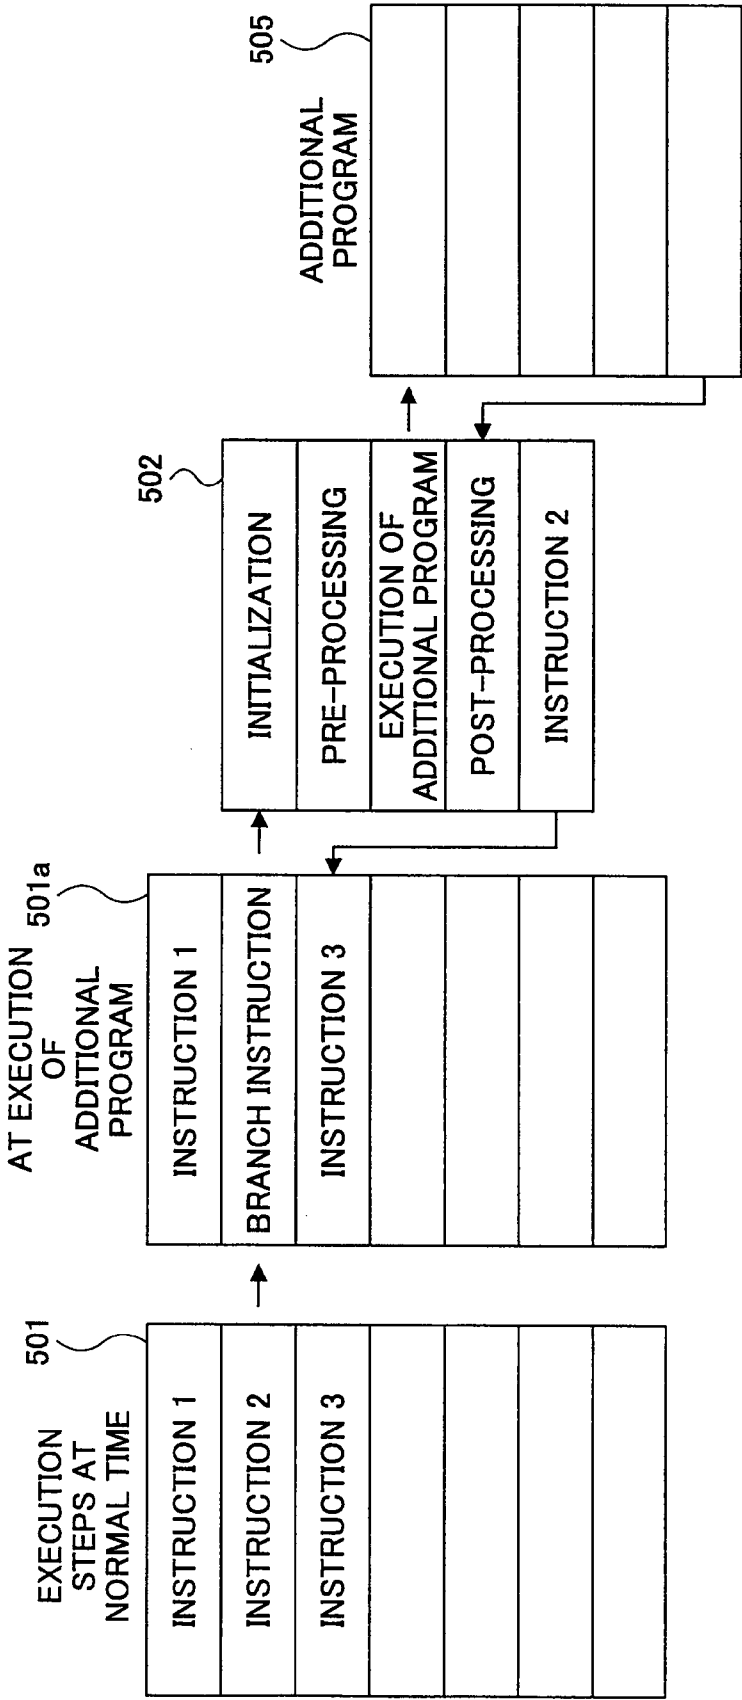 EXECUTION
STEPS AT
NORMAL TIME
501
INSTRUCTION 1
INSTRUCTION 2
INSTRUCTION 3
AT EXECUTION
OF
ADDITIONAL
PROGRAM
501a
INSTRUCTION 1
BRANCH INSTRUCTION
INSTRUCTION 3
502
INITIALIZATION
PRE-PROCESSING
EXECUTION OF
ADDITIONAL PROGRAM
POST-PROCESSING
INSTRUCTION 2
ADDITIONAL
PROGRAM
505